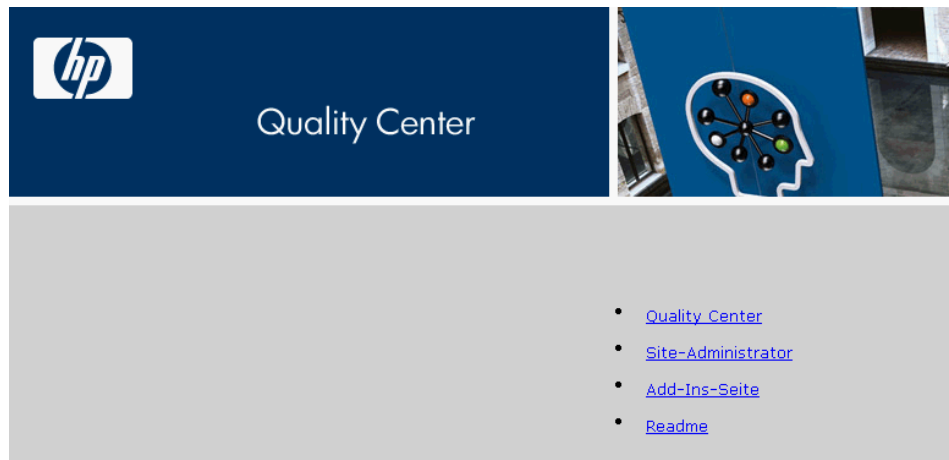 hp
Quality Center
Quality Center
Site-Administrator
Add-Ins-Seite
Readme